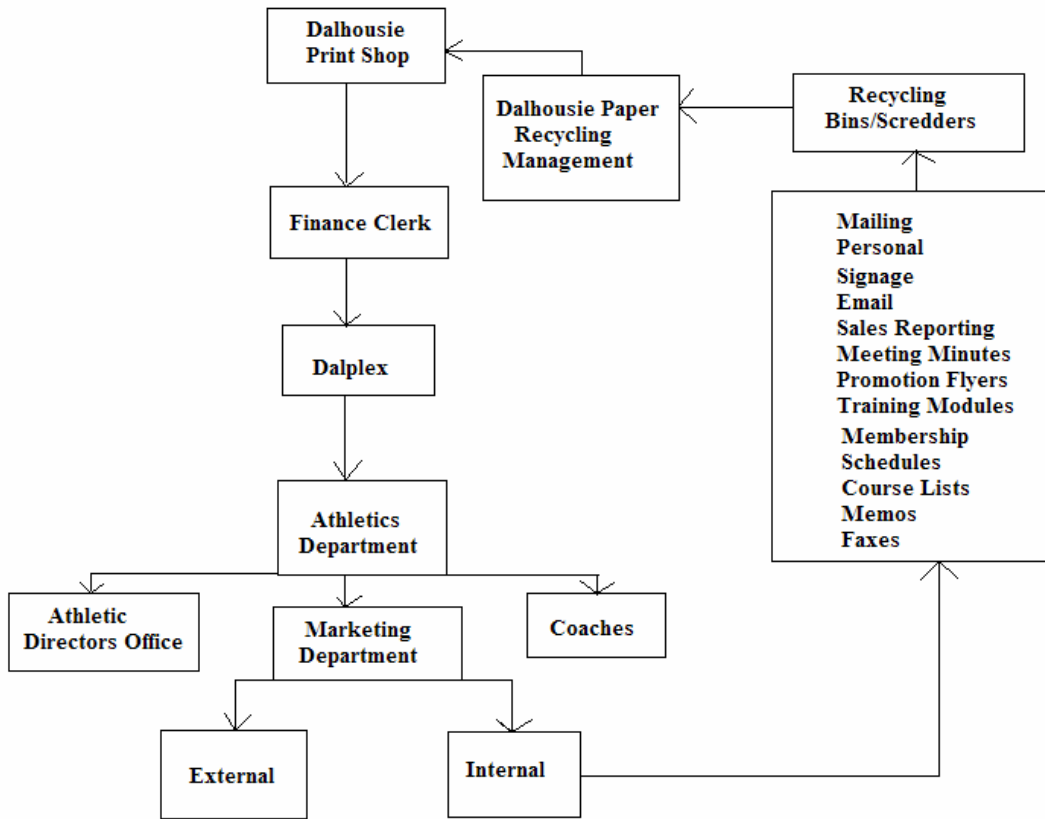 Dalhousie
Print Shop
Dalhousie Paper
Recycling
Management
Recycling
Bins/Scredders
Finance Clerk
Mailing
Personal
Signage
Email
Sales Reporting
Meeting Minutes
Promotion Flyers
Training Modules
Membership
Schedules
Course Lists
Memos
Faxes
Dalplex
Athletics
Department
Athletic
Directors Office
Marketing
Department
Coaches
External
Internal